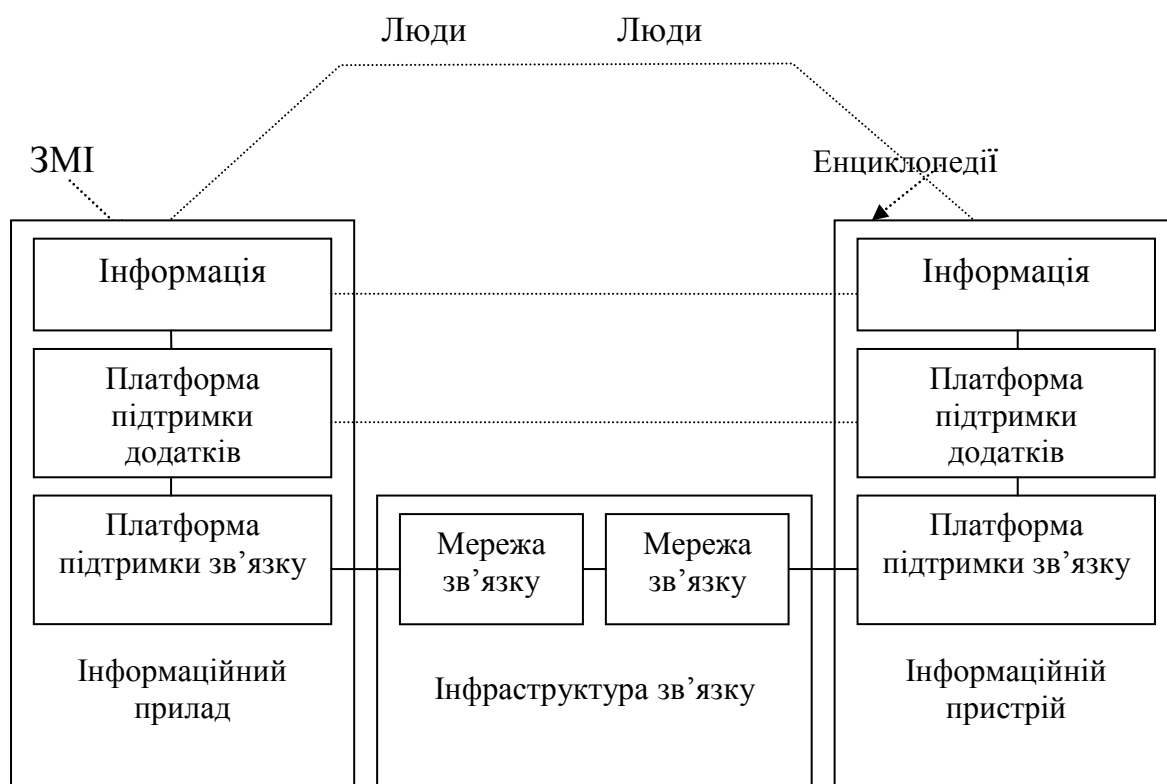 Люди Люди
ЗМІ
Енциклопедії
Інформація
Інформація
Платформа
підтримки
додатків
Платформа
підтримки
додатків
Платформа
підтримки зв’язку
Мережа
зв’язку
Мережа
зв’язку
Платформа
підтримки зв’язку
Інформаційний
прилад
Інфраструктура зв’язку
Інформаційній
пристрій